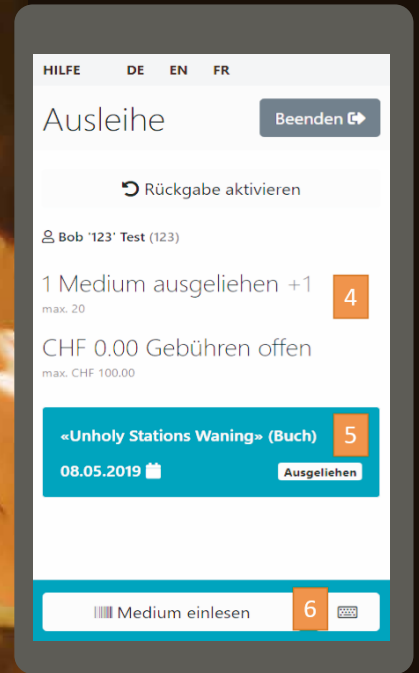 HILFE DE EN FR
Ausleihe Beenden
Rückgabe aktivieren
Bob '123' Test (123)
1 Medium ausgeliehen +1 4
max. 20
CHF 0.00 Gebühren offen
max. CHF 100.00
«Unholy Stations Waning» (Buch) 5
08.05.2019 Ausgeliehen
Medium einlesen 6